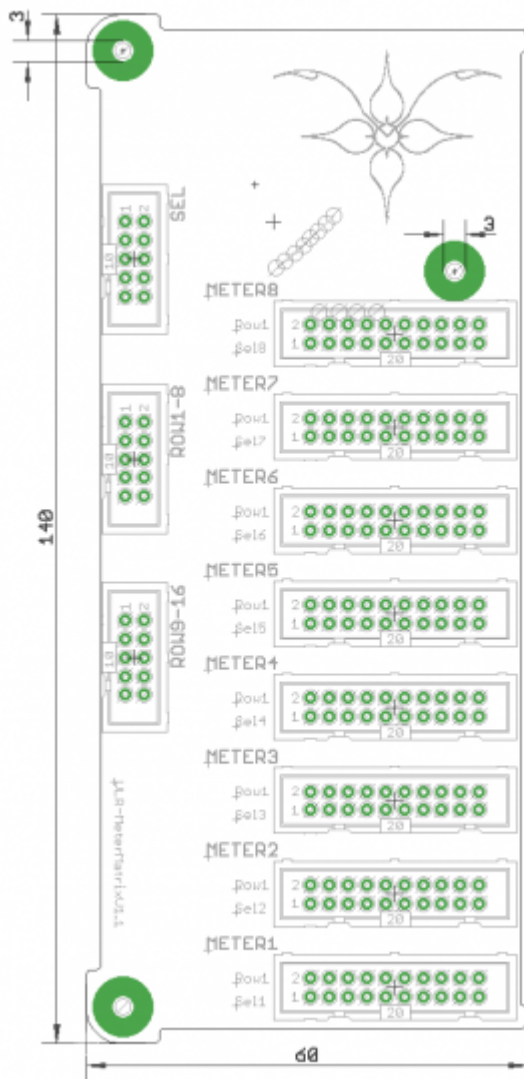 3
1 2
10
SEL
3
METER8
Row1 2
Sel8 1
20
METER7
Row1 2
Sel7 1
20
1 2
10
ROW1-8
METER6
Row1 2
Sel6 1
20
140
METER5
Row1 2
Sel5 1
20
1 2
10
ROW9-16
METER4
Row1 2
Sel4 1
20
METER3
Row1 2
Sel3 1
20
METER2
Row1 2
Sel2 1
20
METER1
Row1 2
Sel1 1
20
60